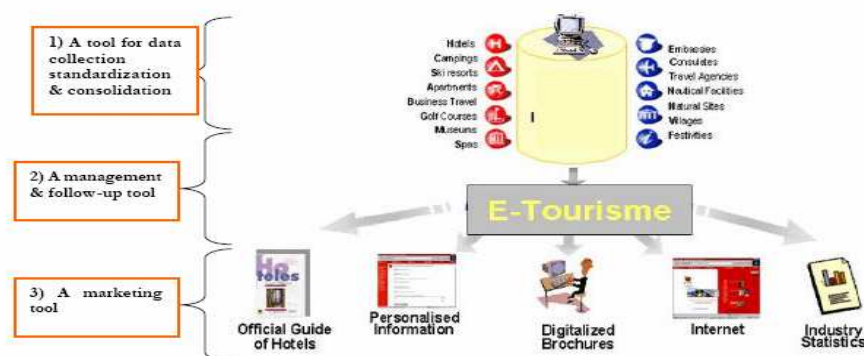 1) A tool for data
collection
standardization
& consolidation
2) A management
& follow-up tool
3) A marketing
tool
Hotels
Campings
Ski resorts
Apartments
Business Travel
Golf Courses
Museums
Spas
Embassies
Consulates
Travel Agencies
Nautical Facilities
Natural Sites
Villages
Festivities
E-Tourisme
Ho
teles
Official Guide
of Hotels
Personalised
Information
Digitalized
Brochures
Internet
Industry
Statistics